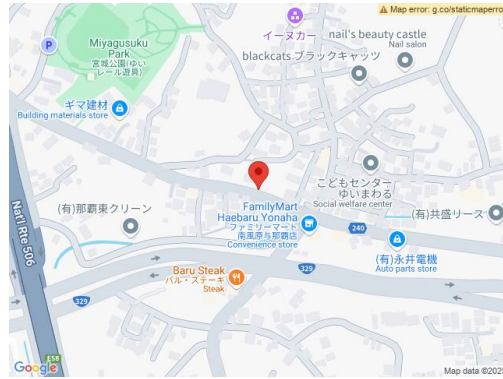 Map error: g.co/staticmaperro
イーヌカー
nail's beauty castle
Nail salon
Miyagusuku
Park
宮城公園(ゆい
レール遊具)
P
blackcats ブラックキャッツ
ギマ建材
Building materials store
こどもセンター
ゆいまわる
Social welfare center
FamilyMart
Haebaru Yonaha
ファミリーマート
南風原与那覇店
Convenience store
(有)那覇東クリーン
(有)共盛リース
240
(有)永井電機
Auto parts store
Nat'l Rte 506
Baru Steak
バル・ステーキ
Steak
329
329
E58
Google
Map data ©2025